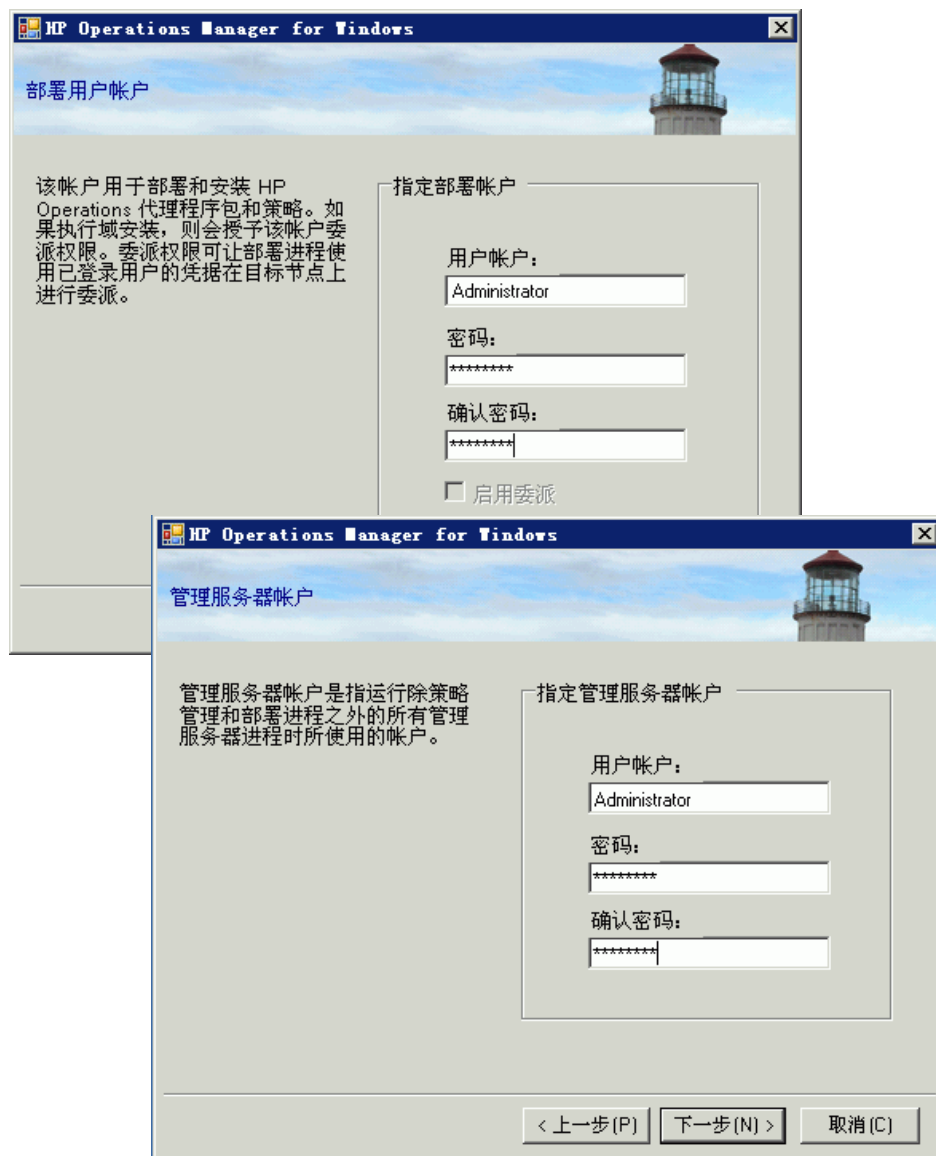 HP Operations Manager for Windows
部署用户帐户
该帐户用于部署和安装 HP
Operations 代理程序包和策略。如
果执行域安装，则会授予该帐户委
派权限。委派权限可让部署进程使
用已登录用户的凭据在目标节点上
进行委派。
指定部署帐户
用户帐户：
Administrator
密码：
********
确认密码：
********
启用委派
HP Operations Manager for Windows
管理服务器帐户
管理服务器帐户是指运行除策略
管理和部署进程之外的所有管理
服务器进程时所使用的帐户。
指定管理服务器帐户
用户帐户：
Administrator
密码：
********
确认密码：
********
< 上一步(P) 下一步(N) > 取消(C)